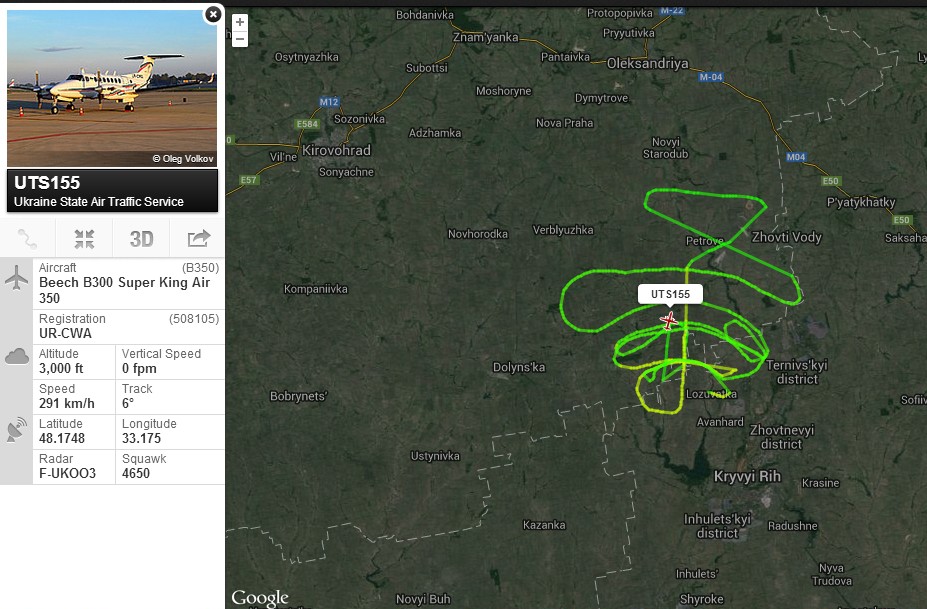 © Oleg Volkov
UTS155
Ukraine State Air Traffic Service
3D
Aircraft (B350)
Beech B300 Super King Air
350
Registration (508105)
UR-CWA
Altitude Vertical Speed
3,000 ft 0 fpm
Speed Track
291 km/h 6°
Latitude Longitude
48.1748 33.175
Radar Squawk
F-UKOO3 4650
+
−
Bohdanivka
Protopopivka
M-22
Znam'yanka
Pryyutivka
Osytnyazhka
Pantaivka
Oleksandriya
Subottsi
M-04
Moshoryne
Dymytrove
M12
Sozonivka
E584
Nova Praha
Adzhamka
Vil'ne
Kirovohrad
Novyi
Starodub
M04
Sonyachne
E57
E50
P'yatykhatky
E50
Verblyuzhka
Novhorodka
Petrove
Zhovti Vody
Saksaha
Kompaniivka
UTS155
Dolyns'ka
Ternivs'kyi
district
Bobrynets'
Lozuvatka
Sofiiv
Avanhard
Zhovtnevyi
district
Ustynivka
Kryvyi Rih
Krasine
Kazanka
Inhulets'kyi
district
Radushne
Inhulets'
Nyva
Trudova
Google
Novyi Buh
Shyroke